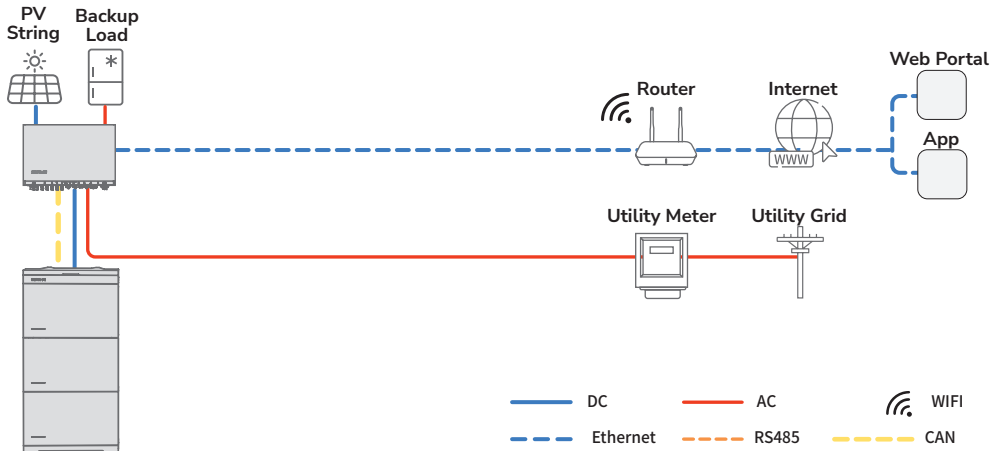 PV
String
Backup
Load
Router
Internet
Web Portal
WWW
App
Utility Meter
Utility Grid
DC
AC
WIFI
Ethernet
RS485
CAN